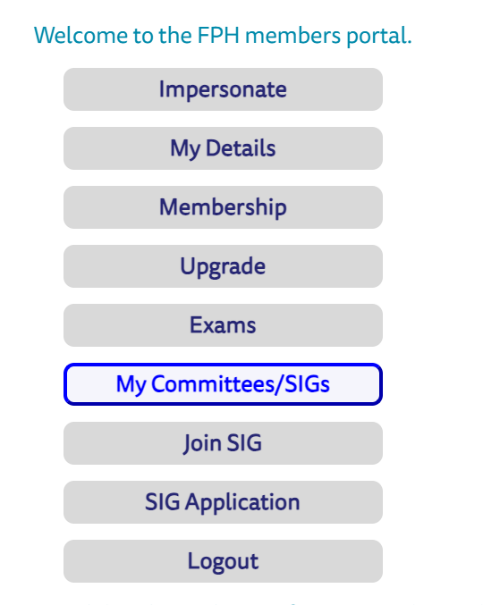 Welcome to the FPH members portal.
Impersonate
My Details
Membership
Upgrade
Exams
My Committees/SIGs
Join SIG
SIG Application
Logout